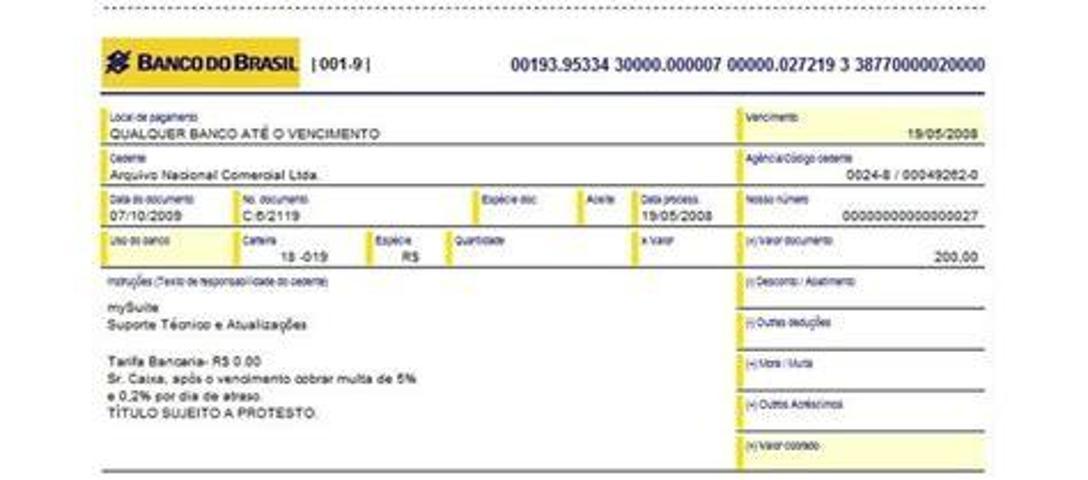 BANCO DO BRASIL | 001-9 | 00193.95334 30000.000007 00000.027219 3 38770000020000
Local de pagamento Vencimento
QUALQUER BANCO ATÉ O VENCIMENTO 19/05/2008
Cedente Agência/Código cedente
Arquivo Nacional Comercial Ltda. 0024-8 / 00049262-0
Data do documento No. documento Espécie doc. Aceite Data process. Nosso número
07/10/2009 C:6/2119 19/05/2008 00000000000000027
Uso do banco Carteira Espécie Quantidade x Valor (=) Valor documento
18 -019 R$ 200,00
Instruções (Texto de responsabilidade do cedente) (-) Desconto / Abatimento
mySuite
Suporte Técnico e Atualizações (-) Outras deduções
Tarifa Bancaria- R$ 0.00 (+) Mora / Multa
Sr. Caixa, após o vencimento cobrar multa de 5%
e 0,2% por dia de atraso.
TÍTULO SUJEITO A PROTESTO. (+) Outros Acréscimos
(=) Valor cobrado